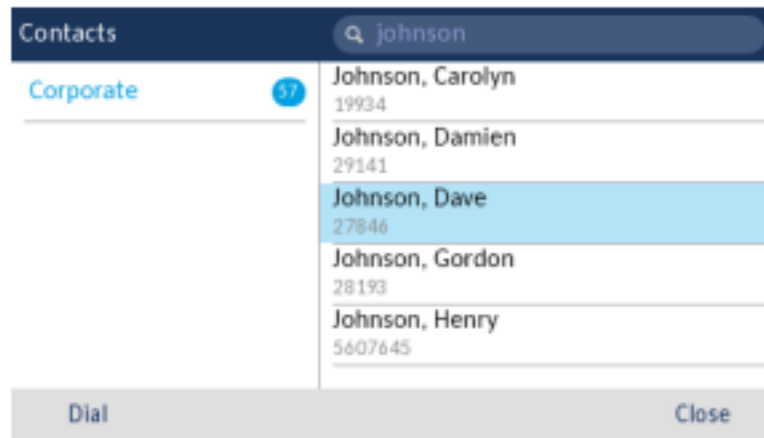 Contacts
johnson
Corporate
57
Johnson, Carolyn
19934
Johnson, Damien
29141
Johnson, Dave
27846
Johnson, Gordon
28193
Johnson, Henry
5607645
Dial
Close